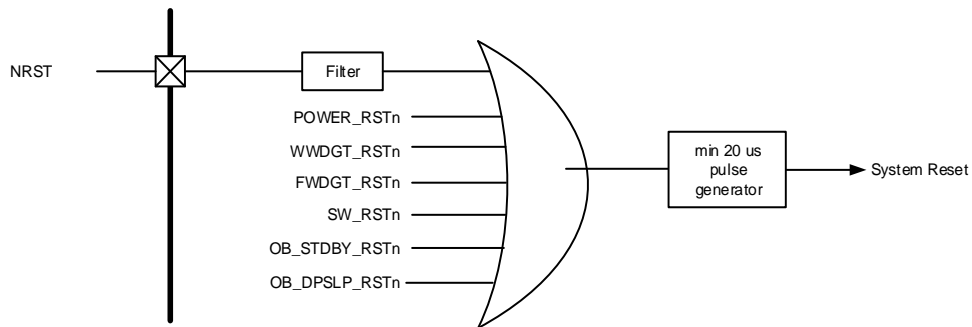 NRST
Filter
POWER_RSTn
WWDGT_RSTn
FWDGT_RSTn
SW_RSTn
OB_STDBY_RSTn
OB_DPSLP_RSTn
min 20 us
pulse
generator
System Reset